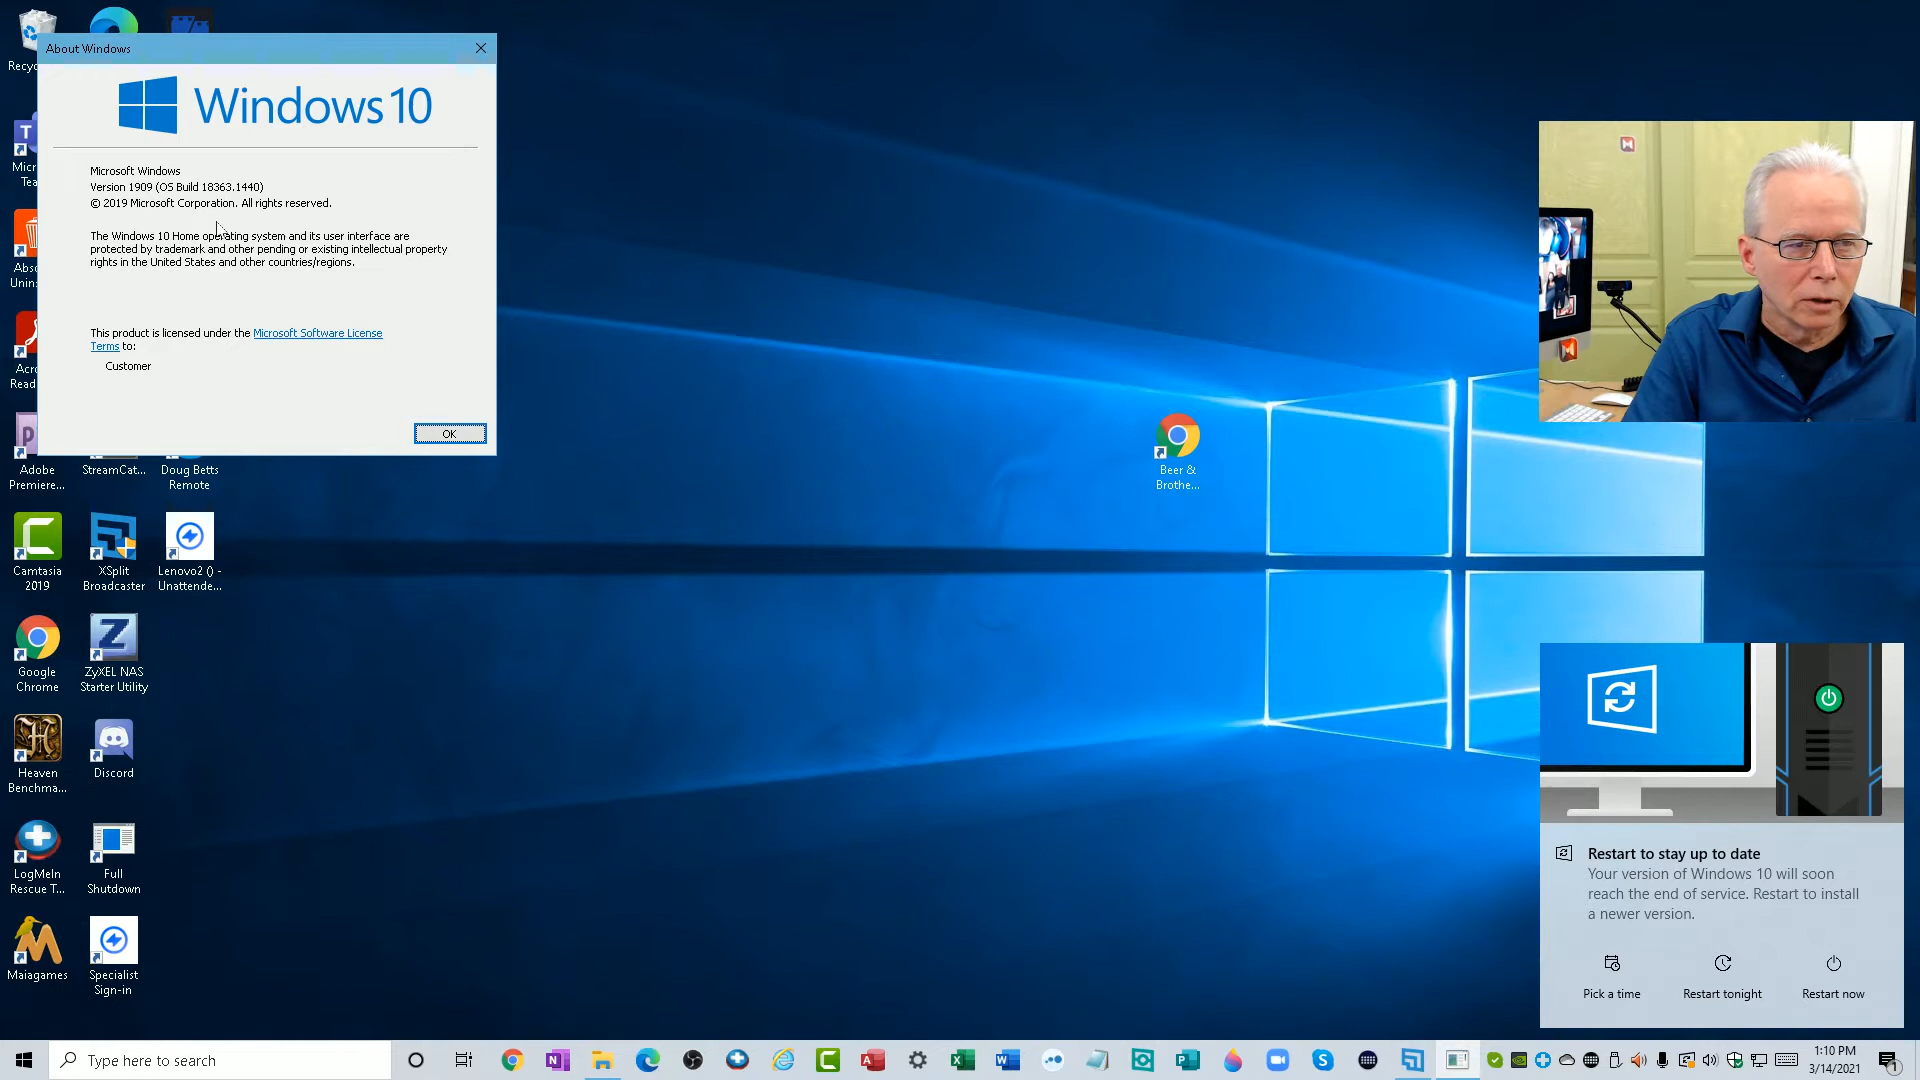 About Windows
Windows 10
Microsoft Windows
Version 1909 (OS Build 18363.1440)
© 2019 Microsoft Corporation. All rights reserved.
The Windows 10 Home operating system and its user interface are
protected by trademark and other pending or existing intellectual property
rights in the United States and other countries/regions.
This product is licensed under the Microsoft Software License
Terms to:
Customer
OK
Adobe
Premiere...
StreamCat...
Doug Betts
Remote
Camtasia
2019
XSplit
Broadcaster
Lenovo2 () -
Unattende...
Google
Chrome
ZyXEL NAS
Starter Utility
Heaven
Benchma...
Discord
LogMeIn
Rescue T...
Full
Shutdown
Maiagames
Specialist
Sign-in
Beer &
Brothe...
Restart to stay up to date
Your version of Windows 10 will soon
reach the end of service. Restart to install
a newer version.
Pick a time
Restart tonight
Restart now
Type here to search
1:10 PM
3/14/2021